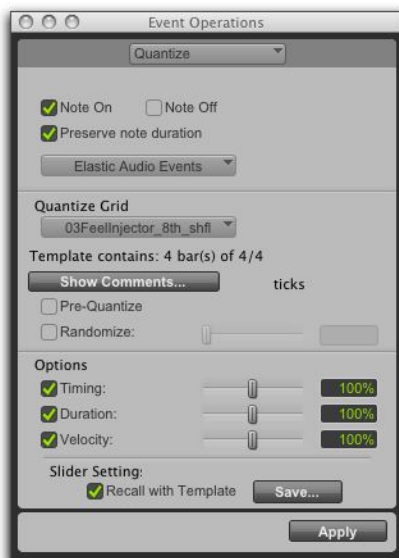 Event Operations
Quantize
Note On Note Off
Preserve note duration
Elastic Audio Events
Quantize Grid
03FeelInjector_8th_shfl
Template contains: 4 bar(s) of 4/4
Show Comments... ticks
Pre-Quantize
Randomize:
Options
Timing: 100%
Duration: 100%
Velocity: 100%
Slider Setting:
Recall with Template Save...
Apply